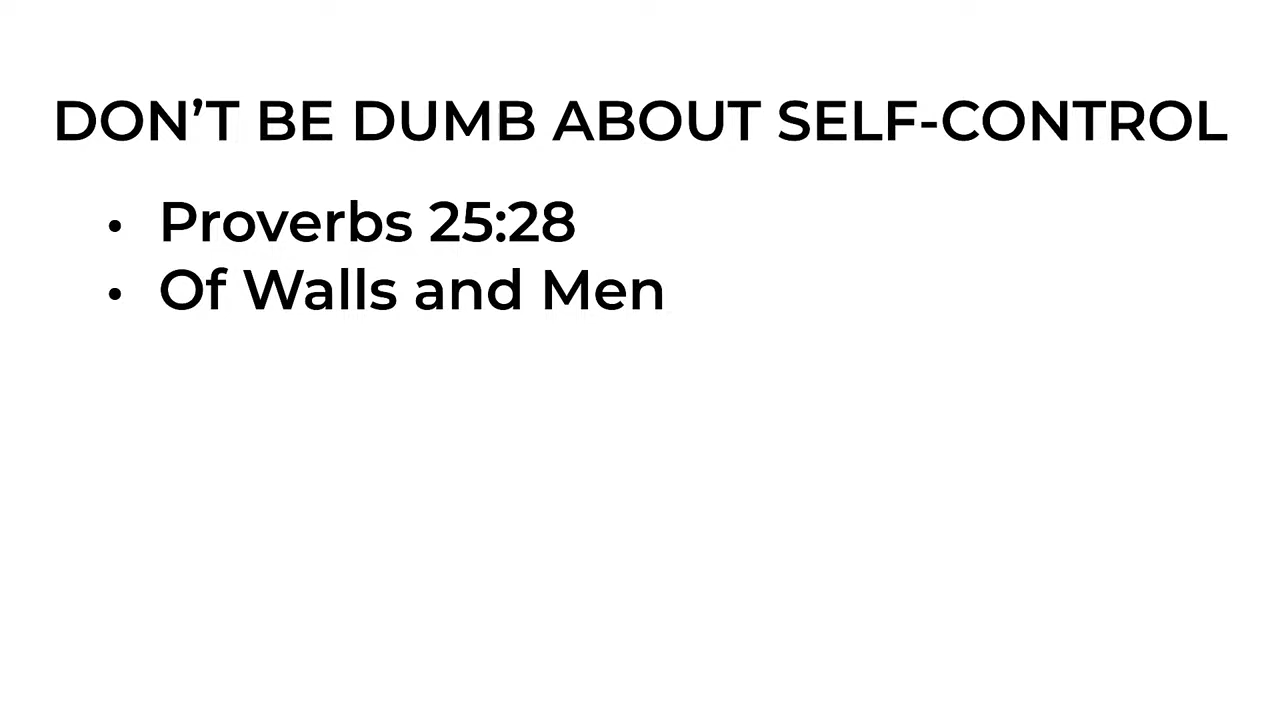 DON’T BE DUMB ABOUT SELF-CONTROL
• Proverbs 25:28
• Of Walls and Men